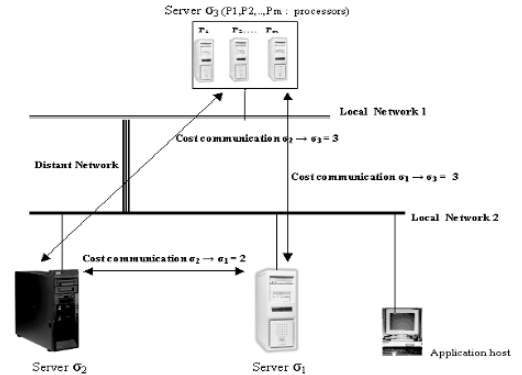 Server σ₃ (P1,P2,..,Pm : processors)
P₁ P₂,.... Pₘ
Local Network 1
Cost communication σ₂ → σ₃ = 3
Distant Network
Cost communication σ₁ → σ₃ = 3
Local Network 2
Cost communication σ₂ → σ₁ = 2
Server σ₂
Server σ₁
Application host